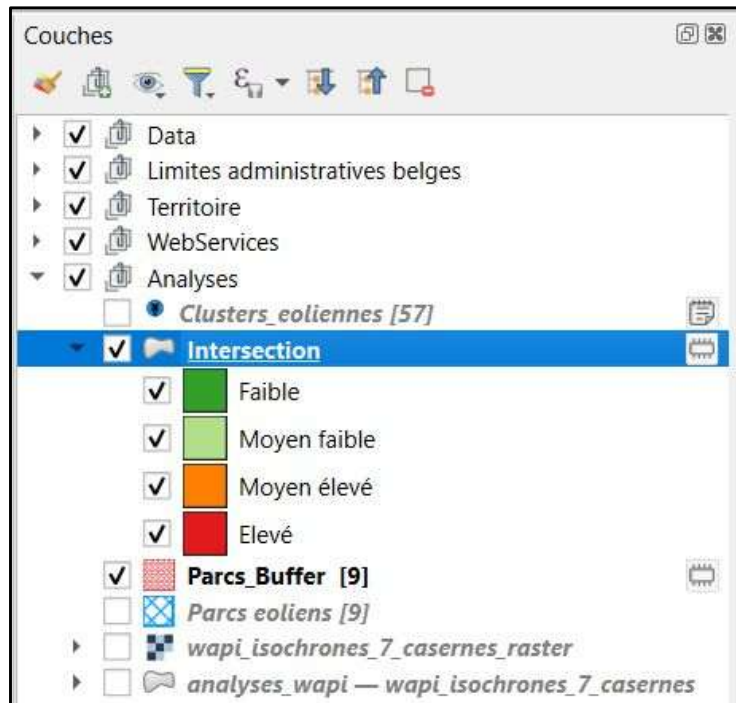 Couches
Data
Limites administratives belges
Territoire
WebServices
Analyses
Clusters_eoliennes [57]
Intersection
Faible
Moyen faible
Moyen élevé
Elevé
Parcs_Buffer [9]
Parcs eoliens [9]
wapi_isochrones_7_casernes_raster
analyses_wapi — wapi_isochrones_7_casernes